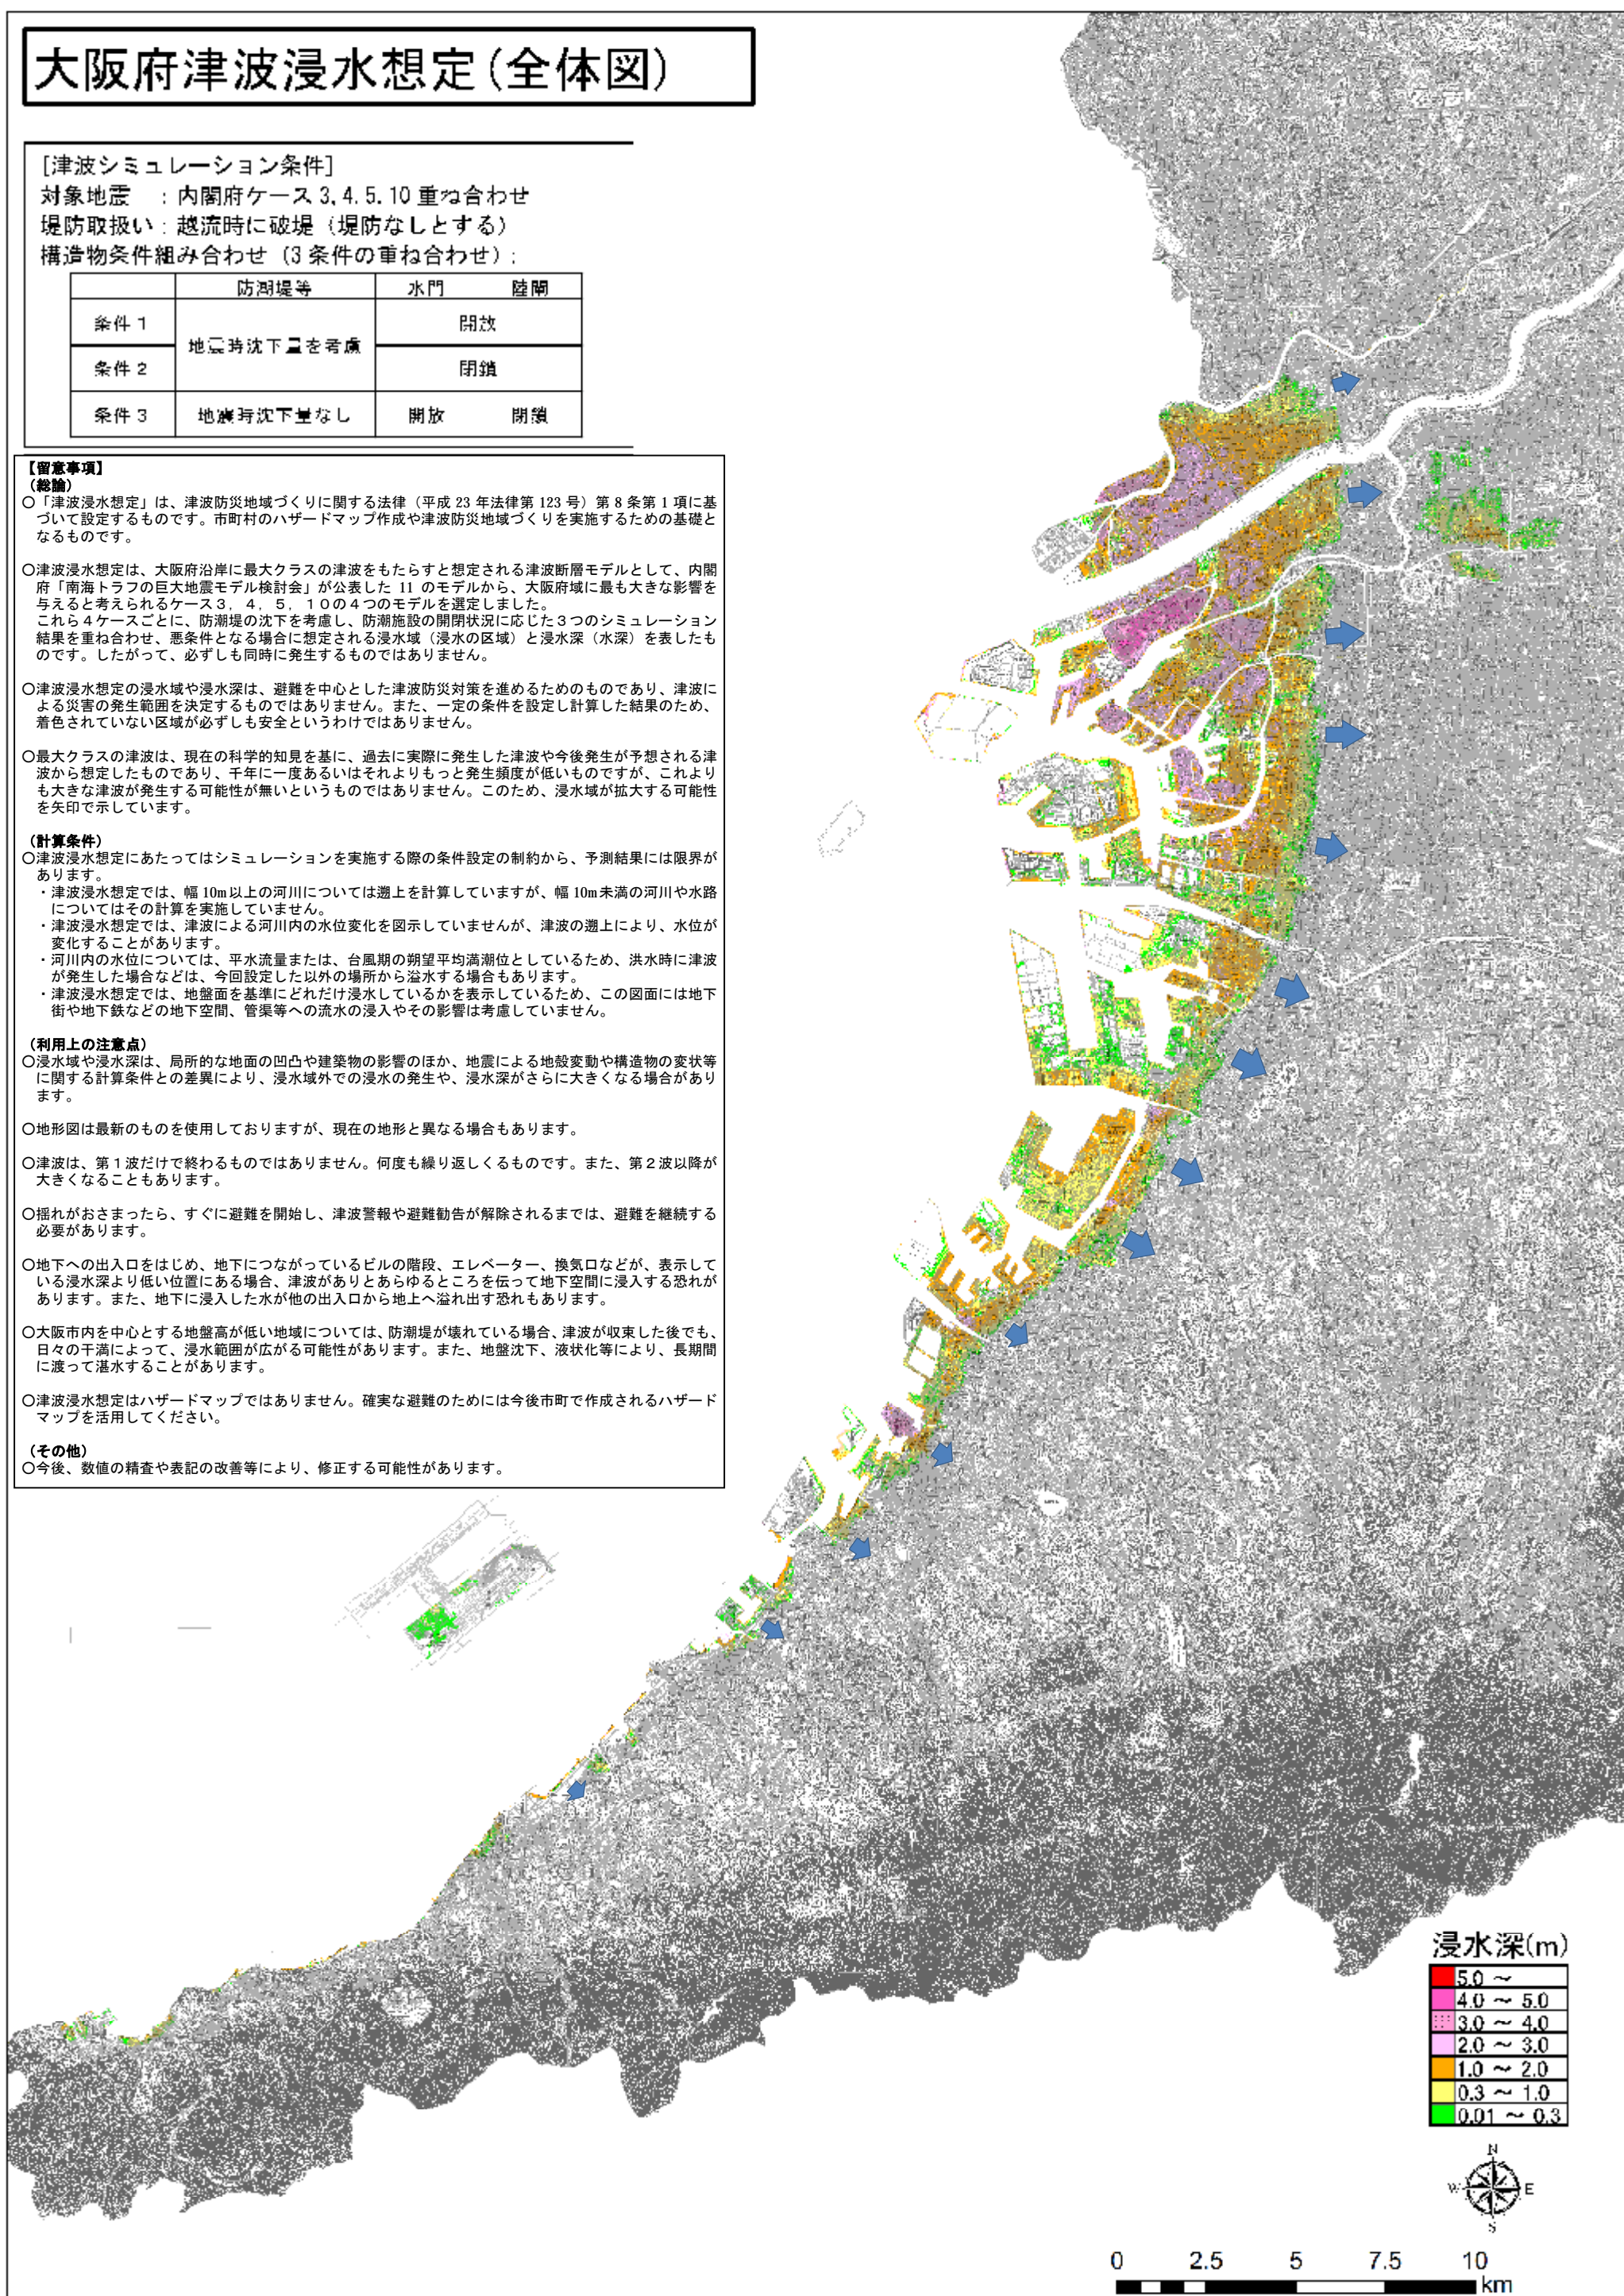 大阪府津波浸水想定(全体図)
[津波シミュレーション条件]
対象地震　：内閣府ケース 3, 4, 5, 10 重ね合わせ
堤防取扱い：越流時に破堤（堤防なしとする）
構造物条件組み合わせ（3 条件の重ね合わせ）:
防潮堤等　水門　陸閘
条件 1　地震時沈下量を考慮　開放
条件 2　閉鎖
条件 3　地震時沈下量なし　開放　閉鎖
【留意事項】
（総論）
○「津波浸水想定」は、津波防災地域づくりに関する法律（平成 23 年法律第 123 号）第 8 条第 1 項に基
づいて設定するものです。市町村のハザードマップ作成や津波防災地域づくりを実施するための基礎と
なるものです。
○津波浸水想定は、大阪府沿岸に最大クラスの津波をもたらすと想定される津波断層モデルとして、内閣
府「南海トラフの巨大地震モデル検討会」が公表した 11 のモデルから、大阪府域に最も大きな影響を
与えると考えられるケース３，４，５，１０の４つのモデルを選定しました。
これら４ケースごとに、防潮堤の沈下を考慮し、防潮施設の開閉状況に応じた３つのシミュレーション
結果を重ね合わせ、悪条件となる場合に想定される浸水域（浸水の区域）と浸水深（水深）を表したも
のです。したがって、必ずしも同時に発生するものではありません。
○津波浸水想定の浸水域や浸水深は、避難を中心とした津波防災対策を進めるためのものであり、津波に
よる災害の発生範囲を決定するものではありません。また、一定の条件を設定し計算した結果のため、
着色されていない区域が必ずしも安全というわけではありません。
○最大クラスの津波は、現在の科学的知見を基に、過去に実際に発生した津波や今後発生が予想される津
波から想定したものであり、千年に一度あるいはそれよりもっと発生頻度が低いものですが、これより
も大きな津波が発生する可能性が無いというものではありません。このため、浸水域が拡大する可能性
を矢印で示しています。
（計算条件）
○津波浸水想定にあたってはシミュレーションを実施する際の条件設定の制約から、予測結果には限界が
あります。
・津波浸水想定では、幅 10m 以上の河川については遡上を計算していますが、幅 10m 未満の河川や水路
についてはその計算を実施していません。
・津波浸水想定では、津波による河川内の水位変化を図示していませんが、津波の遡上により、水位が
変化することがあります。
・河川内の水位については、平水流量または、台風期の朔望平均満潮位としているため、洪水時に津波
が発生した場合などは、今回設定した以外の場所から溢水する場合もあります。
・津波浸水想定では、地盤面を基準にどれだけ浸水しているかを表示しているため、この図面には地下
街や地下鉄などの地下空間、管渠等への流水の浸入やその影響は考慮していません。
（利用上の注意点）
○浸水域や浸水深は、局所的な地面の凹凸や建築物の影響のほか、地震による地殻変動や構造物の変状等
に関する計算条件との差異により、浸水域外での浸水の発生や、浸水深がさらに大きくなる場合があり
ます。
○地形図は最新のものを使用しておりますが、現在の地形と異なる場合もあります。
○津波は、第１波だけで終わるものではありません。何度も繰り返しくるものです。また、第２波以降が
大きくなることもあります。
○揺れがおさまったら、すぐに避難を開始し、津波警報や避難勧告が解除されるまでは、避難を継続する
必要があります。
○地下への出入口をはじめ、地下につながっているビルの階段、エレベーター、換気口などが、表示して
いる浸水深より低い位置にある場合、津波がありとあらゆるところを伝って地下空間に浸入する恐れが
あります。また、地下に浸入した水が他の出入口から地上へ溢れ出す恐れもあります。
○大阪市内を中心とする地盤高が低い地域については、防潮堤が壊れている場合、津波が収束した後でも、
日々の干満によって、浸水範囲が広がる可能性があります。また、地盤沈下、液状化等により、長期間
に渡って湛水することがあります。
○津波浸水想定はハザードマップではありません。確実な避難のためには今後市町で作成されるハザード
マップを活用してください。
（その他）
○今後、数値の精査や表記の改善等により、修正する可能性があります。
浸水深(m)
5.0 ～
4.0 ～ 5.0
3.0 ～ 4.0
2.0 ～ 3.0
1.0 ～ 2.0
0.3 ～ 1.0
0.01 ～ 0.3
N
W E
S
0 2.5 5 7.5 10
km